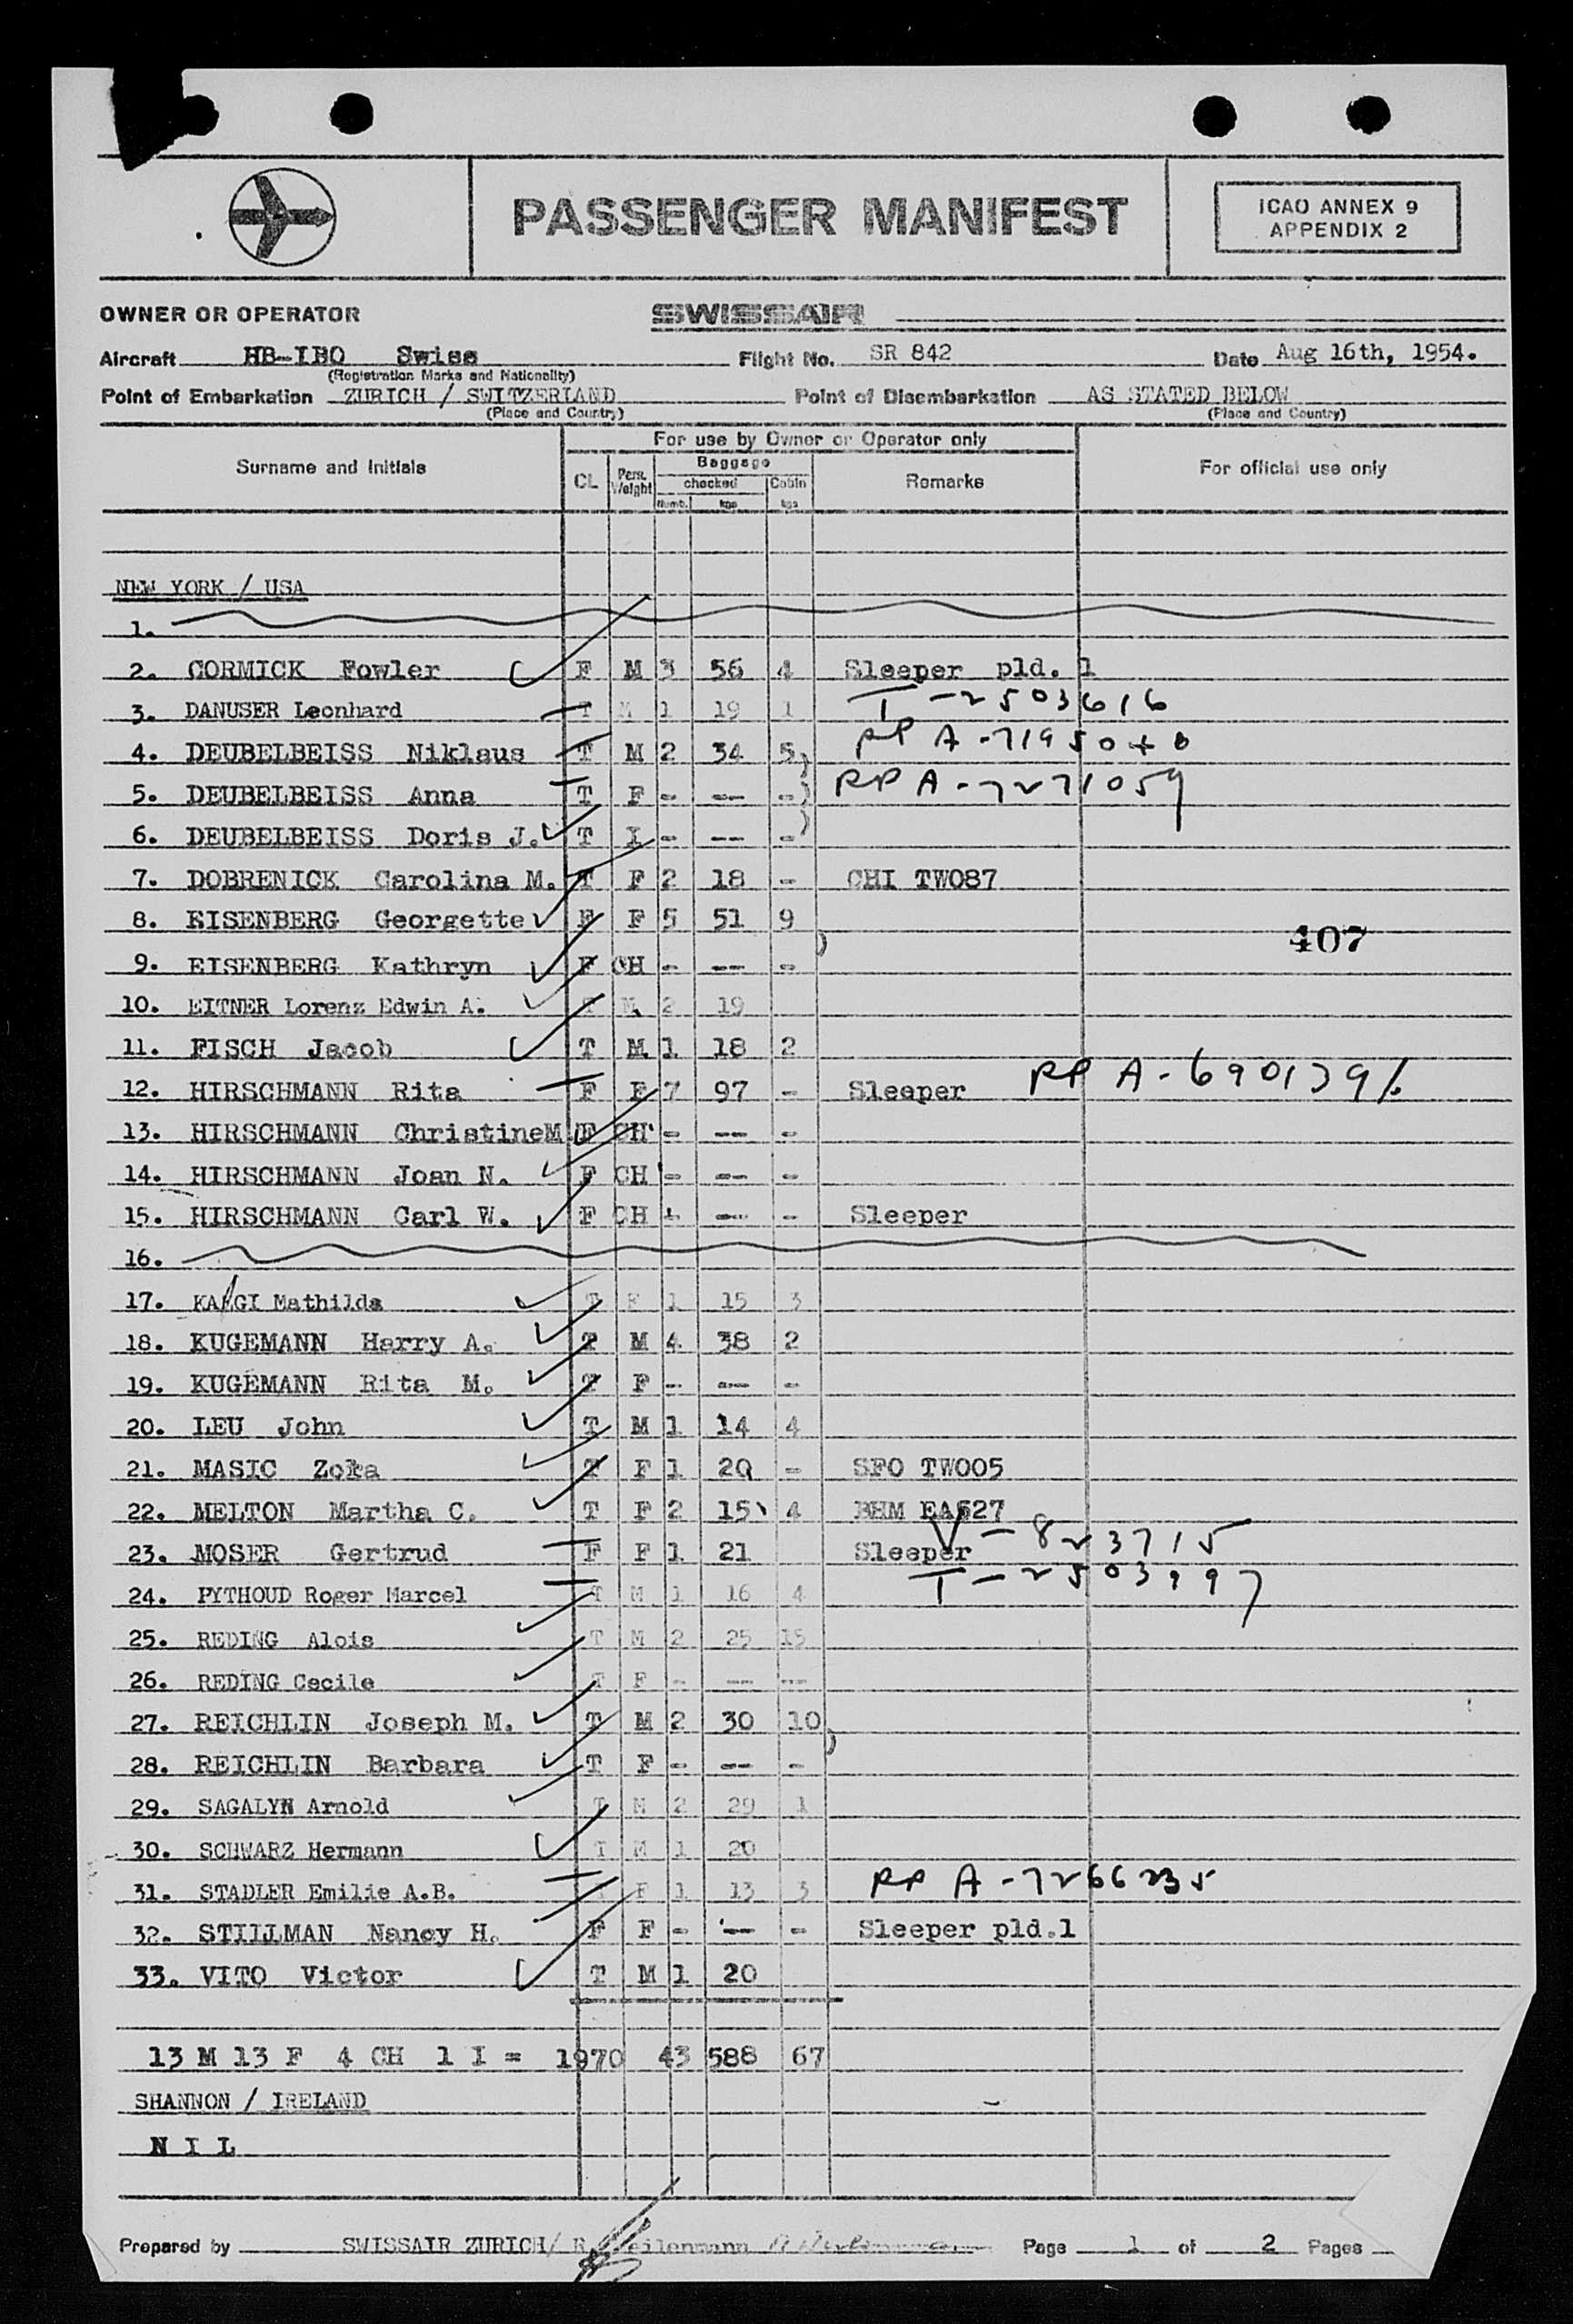 PASSENGER MANIFEST
ICAO ANNEX 9
APPENDIX 2
OWNER OR OPERATOR SWISSAIR
Aircraft HB-IBO Swiss Flight No. SR 842 Date Aug 16th, 1954.
(Registration Marks and Nationality)
Point of Embarkation ZURICH / SWITZERLAND Point of Disembarkation AS STATED BELOW
(Place and Country) (Place and Country)
For use by Owner or Operator only
Surname and Initials CL Pers. Weight Baggage checked Numb. kgs Cabin kgs Remarks For official use only
NEW YORK / USA
1.
2. CORMICK Fowler F M 3 56 4 Sleeper pld. 1
3. DANUSER Leonhard T M 1 19 1 T-2503616
4. DEUBELBEISS Niklaus T M 2 34 5) RP A-
5. DEUBELBEISS Anna T F - -- -) RP A-7271059
6. DEUBELBEISS Doris J. T I - -- -)
7. DOBRENICK Carolina M. T F 2 18 - CHI TW087
8. EISENBERG Georgette F F 5 51 9
407
9. EISENBERG Kathryn F CH - -- - )
10. EITNER Lorenz Edwin A. T M 2 19
11. FISCH Jacob T M 1 18 2
12. HIRSCHMANN Rita F F 7 97 - Sleeper RP A-
13. HIRSCHMANN ChristineM F CH - -- -
14. HIRSCHMANN Joan N. F CH - -- -
15. HIRSCHMANN Carl W. F CH - -- - Sleeper
16.
17. KAEGI Mathilda T F 1 15 3
18. KUGEMANN Harry A. T M 4 38 2
19. KUGEMANN Rita M. T F - -- -
20. LEU John T M 1 14 4
21. MASIC Zora T F 1 20 - SFO TW005
22. MELTON Martha C. T F 2 15 4 BHM EA527
23. MOSER Gertrud F F 1 21 Sleeper V-823715
24. PYTHOUD Roger Marcel T M 1 16 4 T-2503997
25. REDING Alois T M 2 25 15
26. REDING Cecile T F - -- --
27. REICHLIN Joseph M. T M 2 30 10
28. REICHLIN Barbara T F - -- - )
29. SAGALYN Arnold T M 2 29 1
30. SCHWARZ Hermann T M 1 20
31. STADLER Emilie A.B. T F 1 13 3 RP A-7266235
32. STILLMAN Nancy H. F F - -- - Sleeper pld.1
33. VITO Victor T M 1 20
13 M 13 F 4 CH 1 I = 1970 43 588 67
SHANNON / IRELAND
N I L
Prepared by SWISSAIR ZURICH/ R. Page 1 of 2 Pages